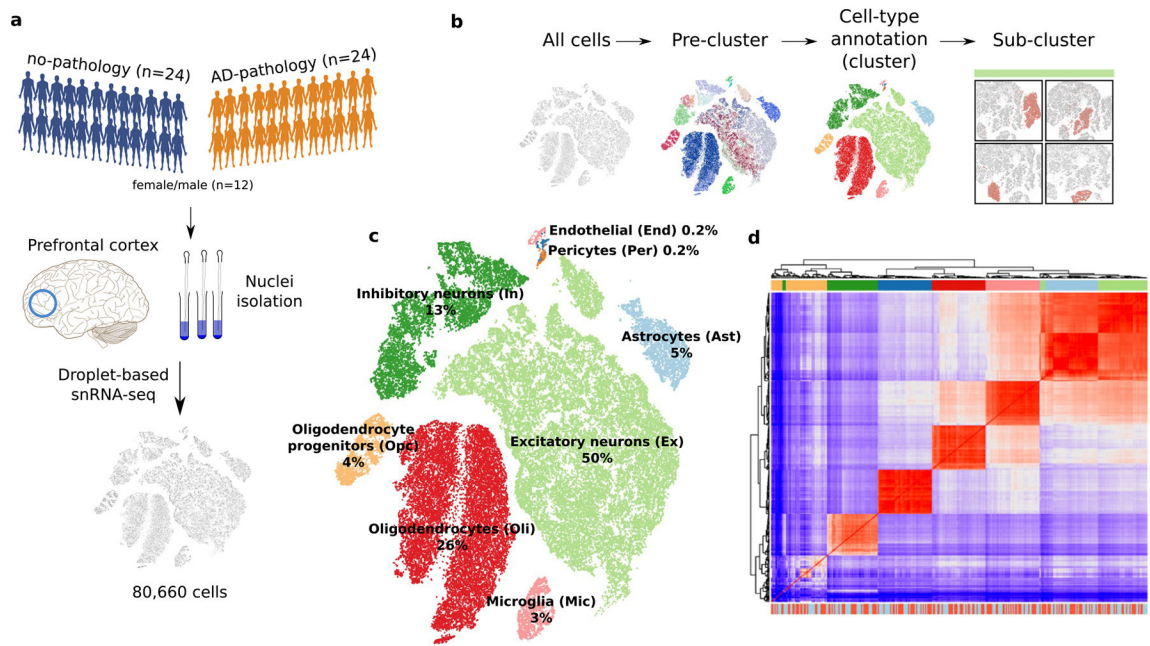 a
no-pathology (n=24)
AD-pathology (n=24)
female/male (n=12)
Prefrontal cortex
Nuclei
isolation
Droplet-based
snRNA-seq
80,660 cells
b
All cells
Pre-cluster
Cell-type
annotation
(cluster)
Sub-cluster
c
Endothelial (End) 0.2%
Pericytes (Per) 0.2%
Inhibitory neurons (In)
13%
Astrocytes (Ast)
5%
Oligodendrocyte
progenitors (Opc)
4%
Excitatory neurons (Ex)
50%
Oligodendrocytes (Oli)
26%
Microglia (Mic)
3%
d